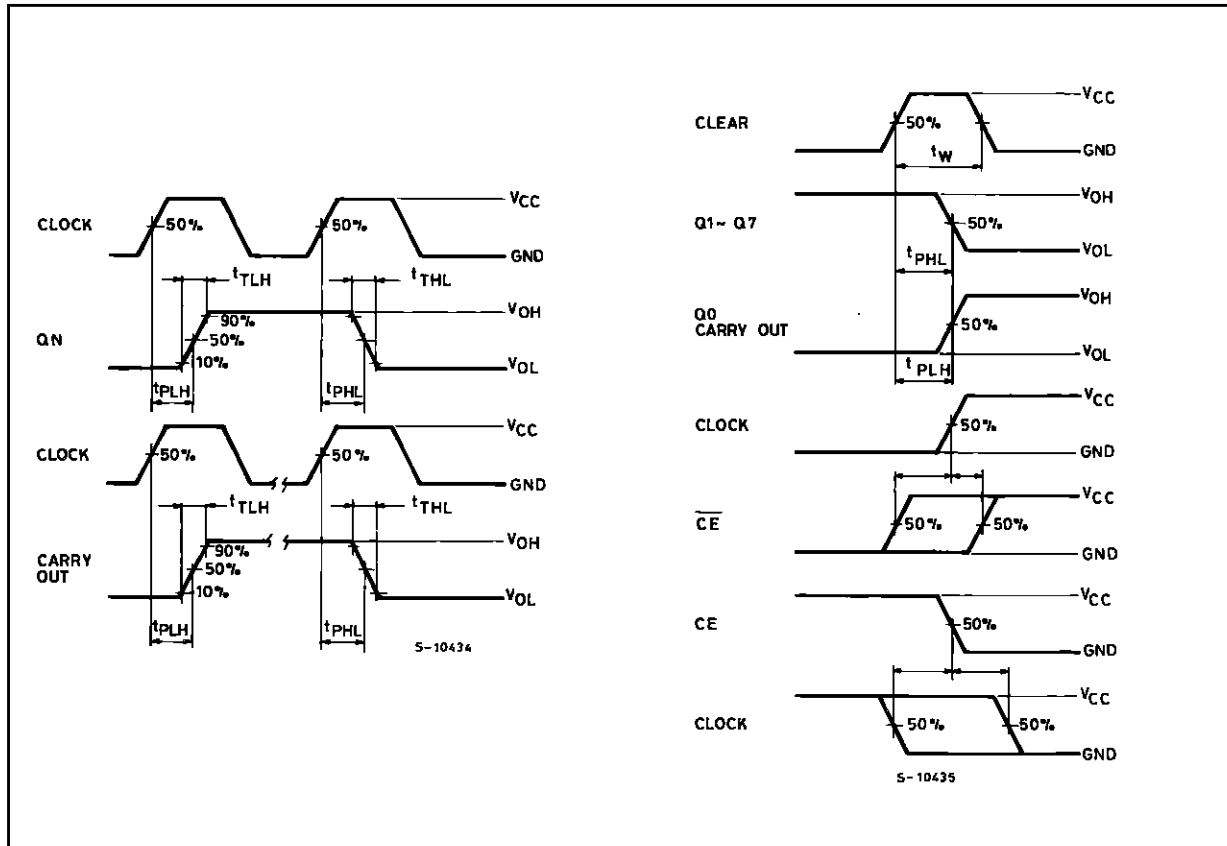 CLOCK
50%
50%
VCC
GND
tTLH
tTHL
QN
90%
50%
10%
VOH
VOL
tPLH
tPHL
CLOCK
50%
50%
VCC
GND
tTLH
tTHL
CARRY
OUT
90%
50%
10%
VOH
VOL
tPLH
tPHL
S-10434
CLEAR
50%
VCC
GND
tW
Q1~ Q7
50%
VOH
VOL
tPHL
Q0
CARRY OUT
50%
VOH
VOL
tPLH
CLOCK
50%
VCC
GND
C̅E̅
50%
50%
VCC
GND
CE
50%
VCC
GND
CLOCK
50%
50%
VCC
GND
S-10435